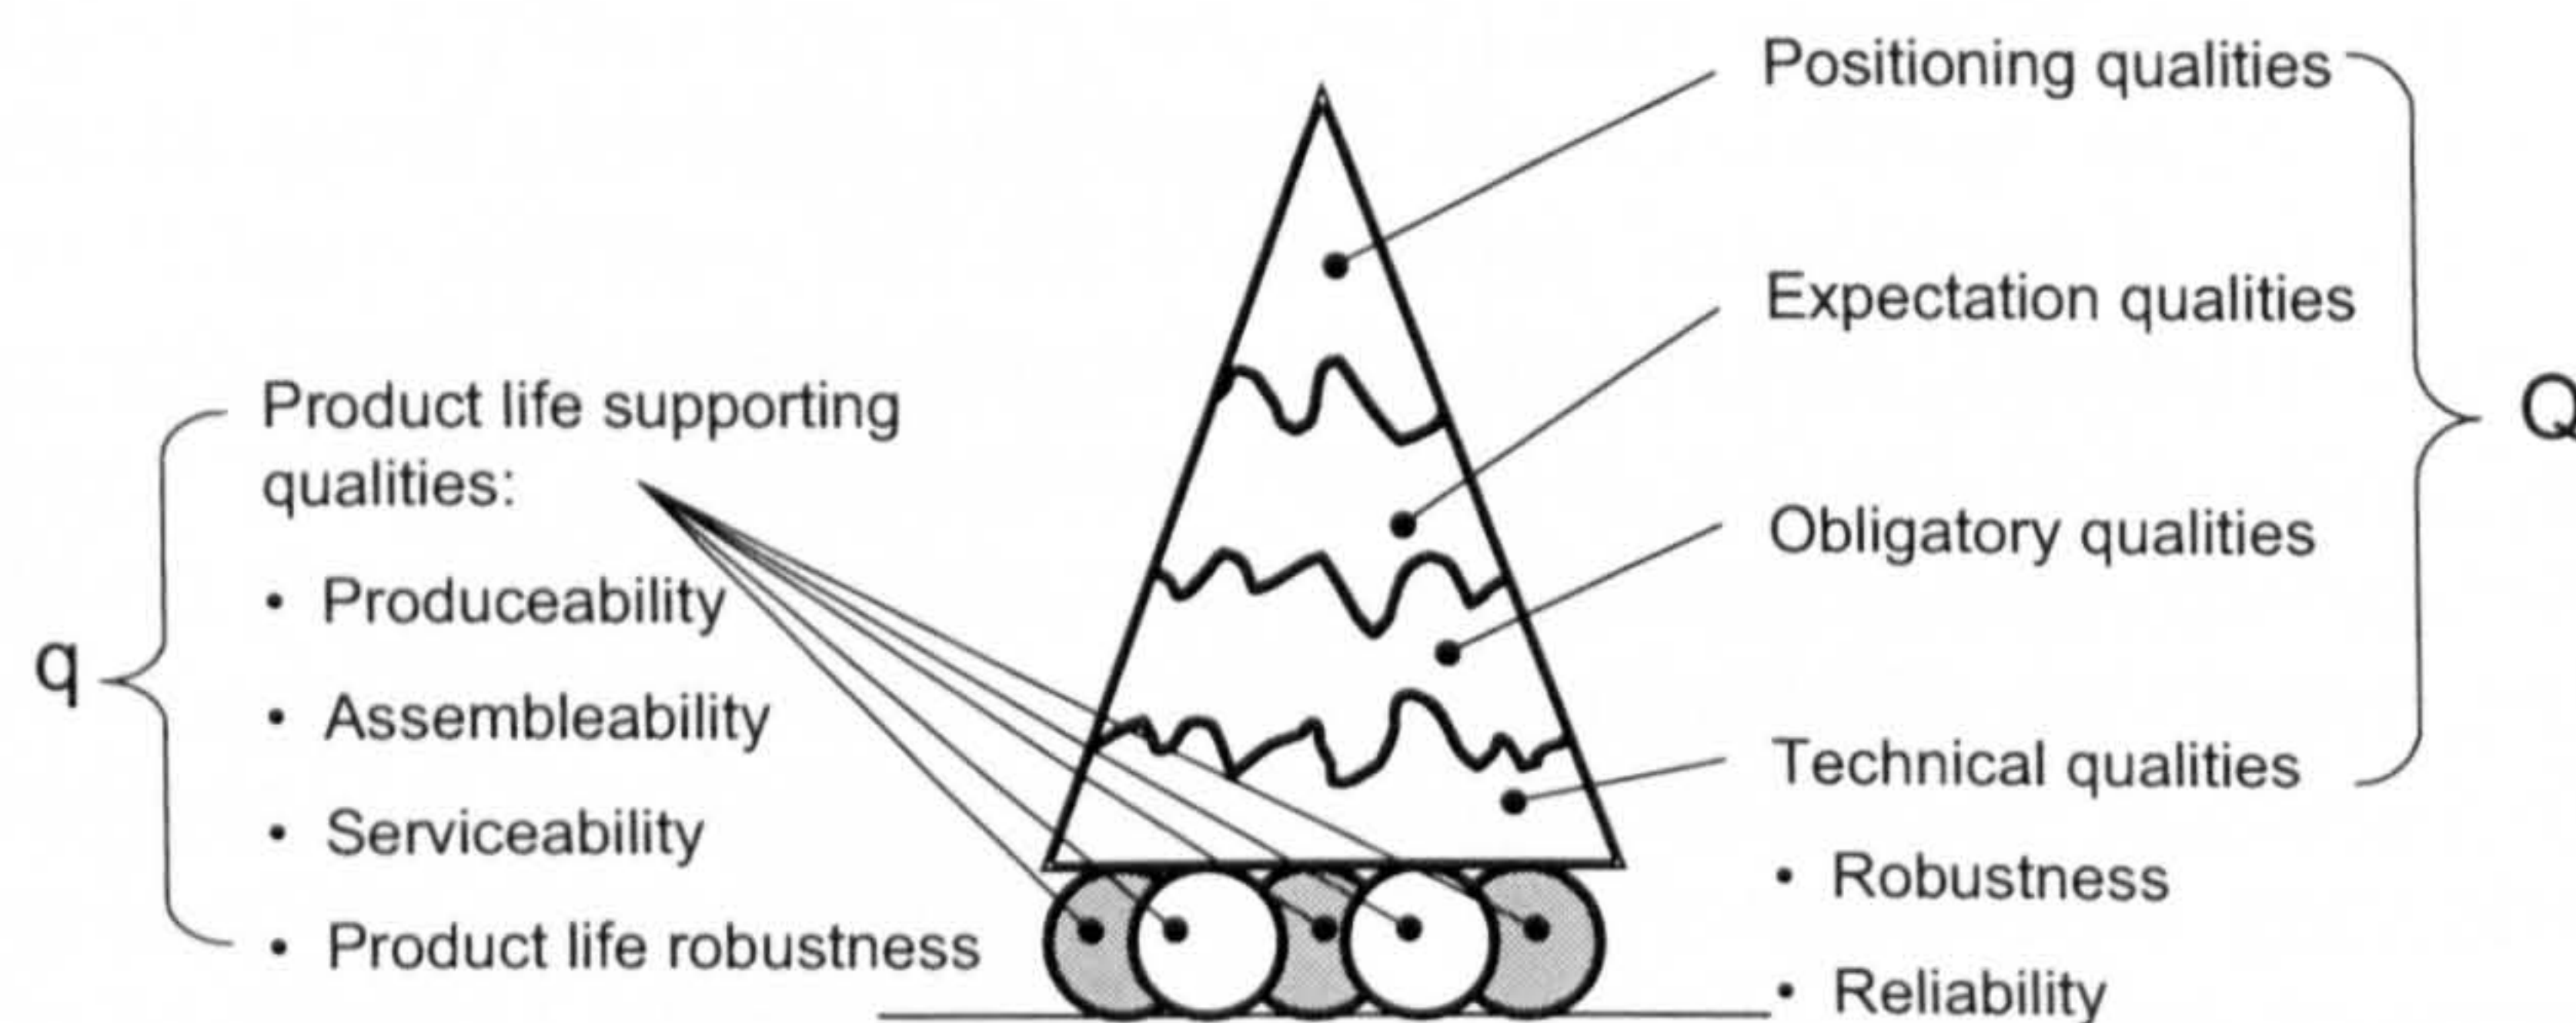 Positioning qualities
Expectation qualities
Q
Product life supporting
qualities:
Obligatory qualities
• Produceability
q
• Assembleability
Technical qualities
• Serviceability
• Robustness
• Product life robustness
• Reliability